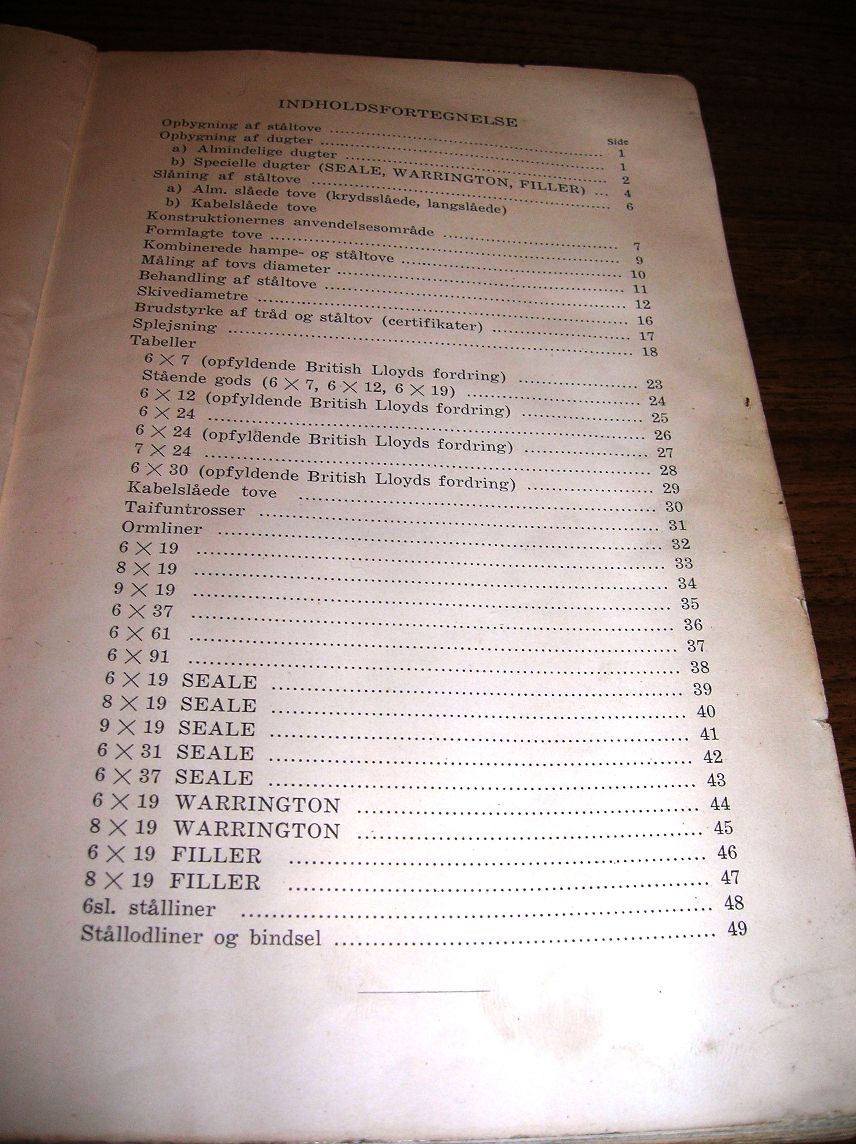 INDHOLDSFORTEGNELSE
Side
Opbygning af ståltove ........ 1
Opbygning af dugter ........ 1
a) Almindelige dugter ........ 2
b) Specielle dugter (SEALE, WARRINGTON, FILLER) ... 4
Slåning af ståltove ........ 6
a) Alm. slåede tove (krydsslåede, langslåede)
b) Kabelslåede tove
Konstruktionernes anvendelsesområde ........ 7
Formlagte tove ........ 9
Kombinerede hampe- og ståltove ........ 10
Måling af tovs diameter ........ 11
Behandling af ståltove ........ 12
Skivediametre ........ 16
Brudstyrke af tråd og ståltov (certifikater) ........ 17
Splejsning ........ 18
Tabeller
6 × 7 (opfyldende British Lloyds fordring) ........ 23
Stående gods (6 × 7, 6 × 12, 6 × 19) ........ 24
6 × 12 (opfyldende British Lloyds fordring) ........ 25
6 × 24 ........ 26
6 × 24 (opfyldende British Lloyds fordring) ........ 27
7 × 24 ........ 28
6 × 30 (opfyldende British Lloyds fordring) ........ 29
Kabelslåede tove ........ 30
Taifuntrosser ........ 31
Ormliner ........ 32
6 × 19 ........ 33
8 × 19 ........ 34
9 × 19 ........ 35
6 × 37 ........ 36
6 × 61 ........ 37
6 × 91 ........ 38
6 × 19 SEALE ........ 39
8 × 19 SEALE ........ 40
9 × 19 SEALE ........ 41
6 × 31 SEALE ........ 42
6 × 37 SEALE ........ 43
6 × 19 WARRINGTON ........ 44
8 × 19 WARRINGTON ........ 45
6 × 19 FILLER ........ 46
8 × 19 FILLER ........ 47
6sl. stålliner ........ 48
Stållodliner og bindsel ........ 49